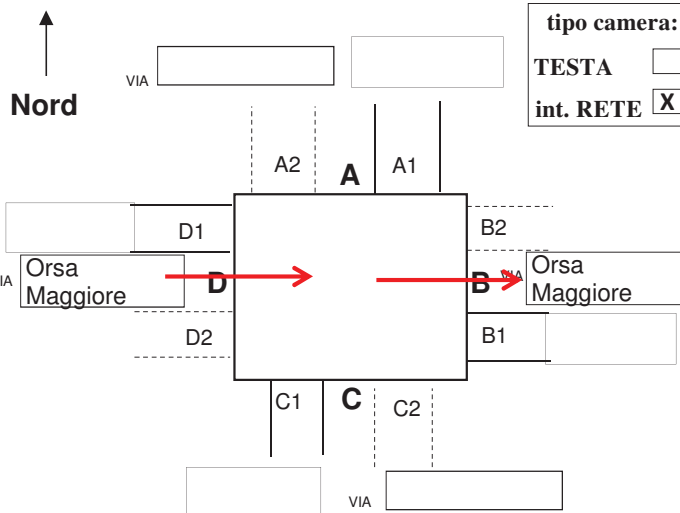 tipo camera:
TESTA
int. RETE X
Nord
VIA
A2
A
A1
D1
B2
VIA
Orsa
Maggiore
D
B
VIA
Orsa
Maggiore
D2
B1
C1
C
C2
VIA